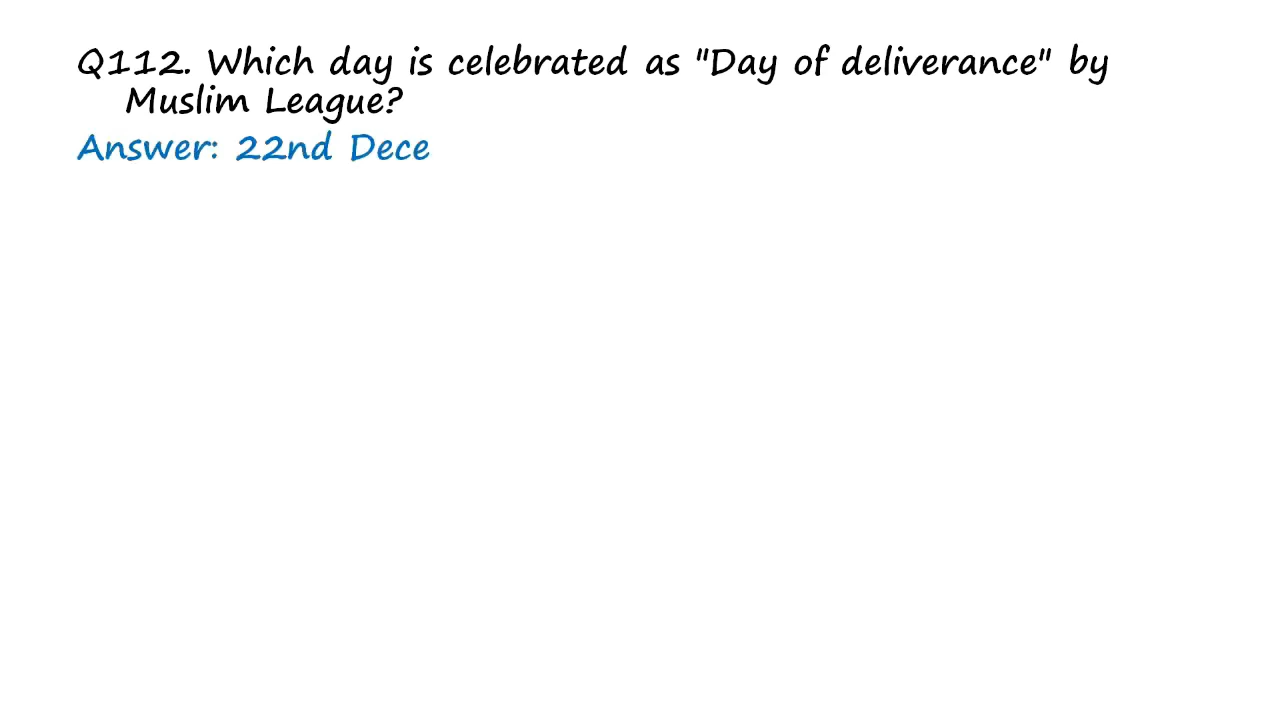 Q112. Which day is celebrated as "Day of deliverance" by
Muslim League?
Answer: 22nd Dece